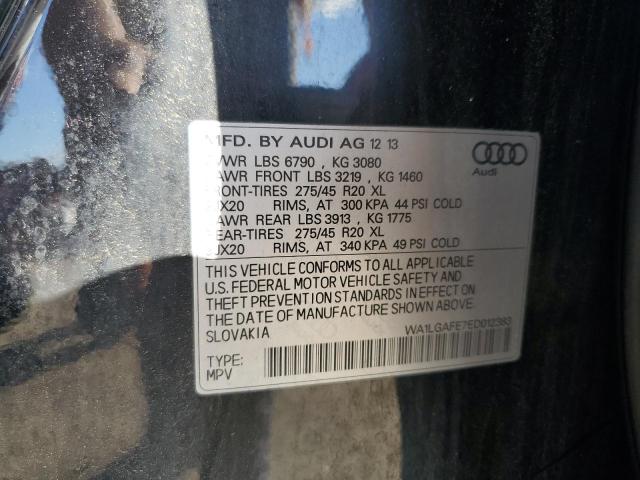 MFD. BY AUDI AG 12 13
GVWR LBS 6790 , KG 3080
GAWR FRONT LBS 3219 , KG 1460
FRONT-TIRES 275/45 R20 XL
9JX20 RIMS, AT 300 KPA 44 PSI COLD
GAWR REAR LBS 3913 , KG 1775
REAR-TIRES 275/45 R20 XL
9JX20 RIMS, AT 340 KPA 49 PSI COLD
Audi
THIS VEHICLE CONFORMS TO ALL APPLICABLE
U.S. FEDERAL MOTOR VEHICLE SAFETY AND
THEFT PREVENTION STANDARDS IN EFFECT ON
THE DATE OF MANUFACTURE SHOWN ABOVE.
SLOVAKIA
WA1LGAFE7ED012383
TYPE:
MPV